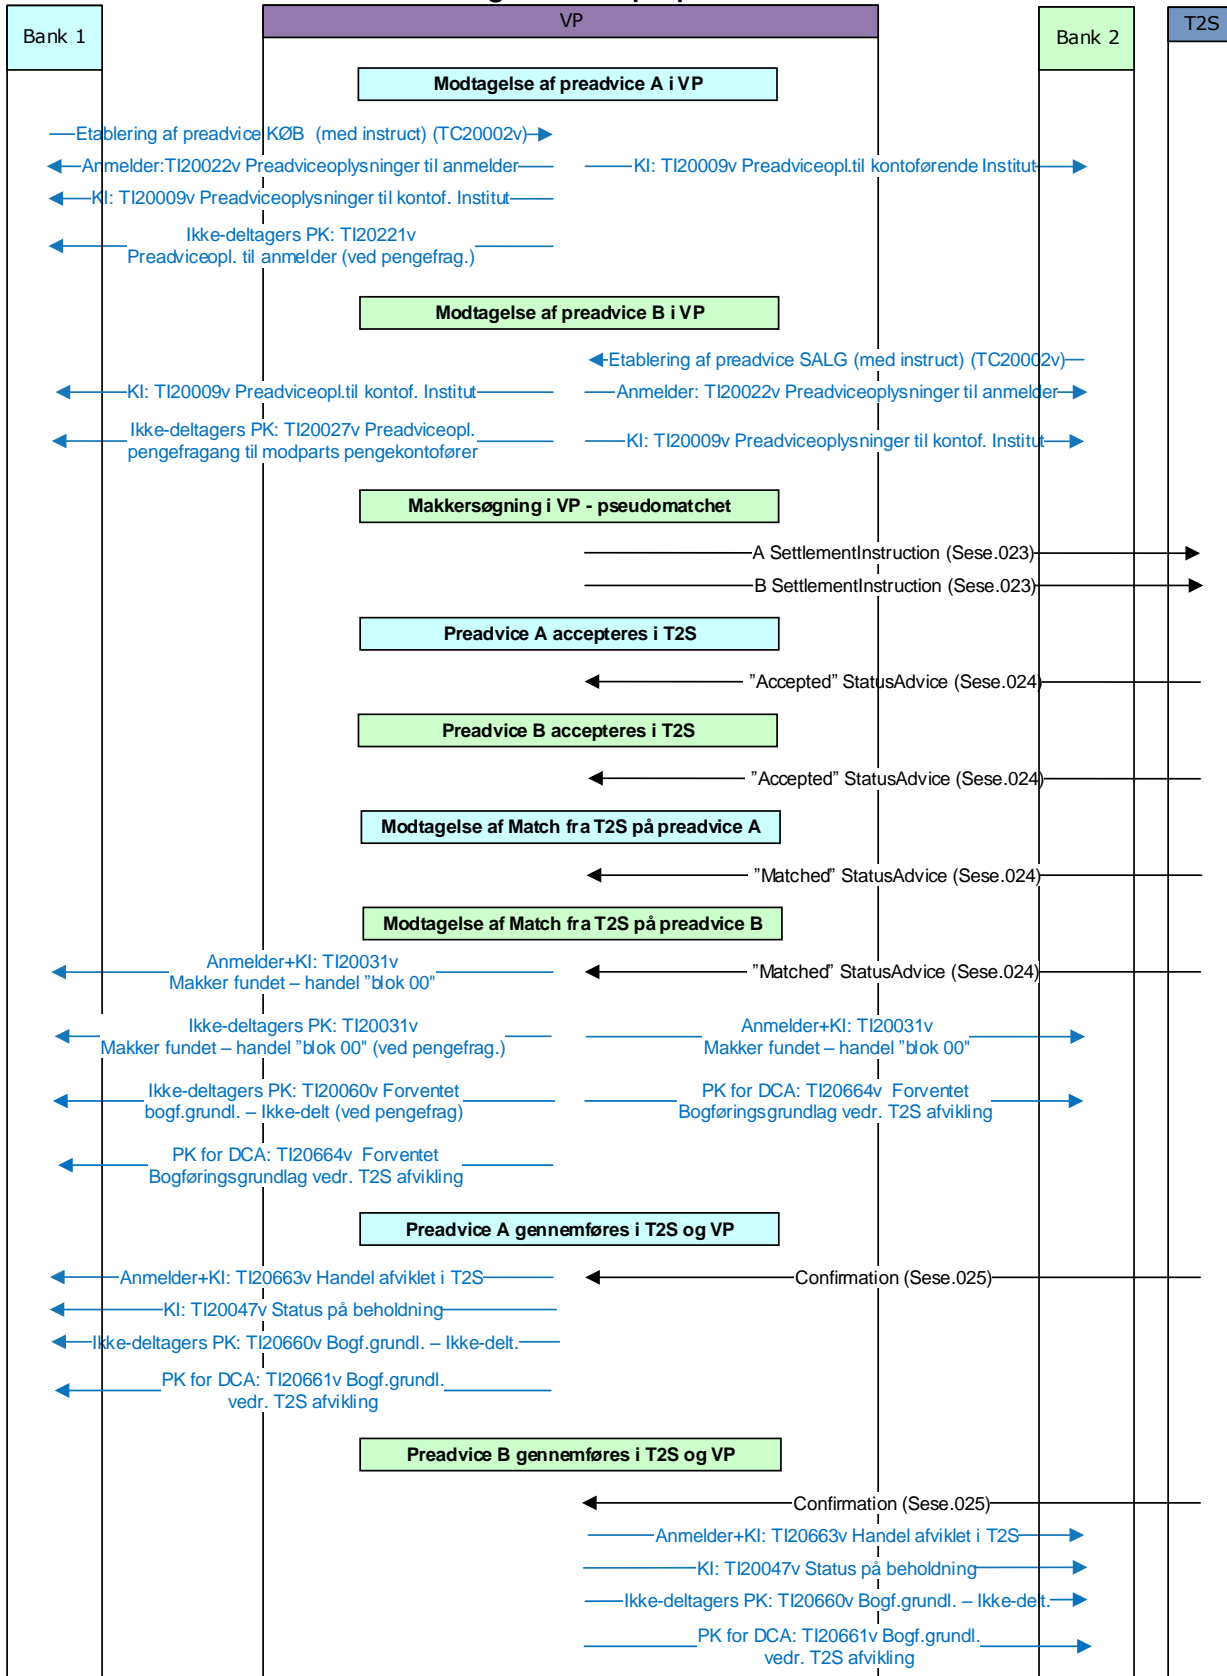 Bank 1
VP
Bank 2
T2S
Modtagelse af preadvice A i VP
Etablering af preadvice KØB (med instruct) (TC20002v)
Anmelder:TI20022v Preadviceoplysninger til anmelder
KI: TI20009v Preadviceopl.til kontoførende Institut
KI: TI20009v Preadviceoplysninger til kontof. Institut
Ikke-deltagers PK: TI20221v
Preadviceopl. til anmelder (ved pengefrag.)
Modtagelse af preadvice B i VP
Etablering af preadvice SALG (med instruct) (TC20002v)
KI: TI20009v Preadviceopl.til kontof. Institut
Anmelder: TI20022v Preadviceoplysninger til anmelder
Ikke-deltagers PK: TI20027v Preadviceopl.
pengefragang til modparts pengekontofører
KI: TI20009v Preadviceoplysninger til kontof. Institut
Makkersøgning i VP - pseudomatchet
A SettlementInstruction (Sese.023)
B SettlementInstruction (Sese.023)
Preadvice A accepteres i T2S
”Accepted” StatusAdvice (Sese.024)
Preadvice B accepteres i T2S
”Accepted” StatusAdvice (Sese.024)
Modtagelse af Match fra T2S på preadvice A
”Matched” StatusAdvice (Sese.024)
Modtagelse af Match fra T2S på preadvice B
Anmelder+KI: TI20031v
Makker fundet – handel ”blok 00"
”Matched” StatusAdvice (Sese.024)
Ikke-deltagers PK: TI20031v
Makker fundet – handel ”blok 00" (ved pengefrag.)
Anmelder+KI: TI20031v
Makker fundet – handel ”blok 00"
Ikke-deltagers PK: TI20060v Forventet
bogf.grundl. – Ikke-delt (ved pengefrag)
PK for DCA: TI20664v Forventet
Bogføringsgrundlag vedr. T2S afvikling
PK for DCA: TI20664v Forventet
Bogføringsgrundlag vedr. T2S afvikling
Preadvice A gennemføres i T2S og VP
Anmelder+KI: TI20663v Handel afviklet i T2S
Confirmation (Sese.025)
KI: TI20047v Status på beholdning
Ikke-deltagers PK: TI20660v Bogf.grundl. – Ikke-delt.
PK for DCA: TI20661v Bogf.grundl.
vedr. T2S afvikling
Preadvice B gennemføres i T2S og VP
Confirmation (Sese.025)
Anmelder+KI: TI20663v Handel afviklet i T2S
KI: TI20047v Status på beholdning
Ikke-deltagers PK: TI20660v Bogf.grundl. – Ikke-delt.
PK for DCA: TI20661v Bogf.grundl.
vedr. T2S afvikling